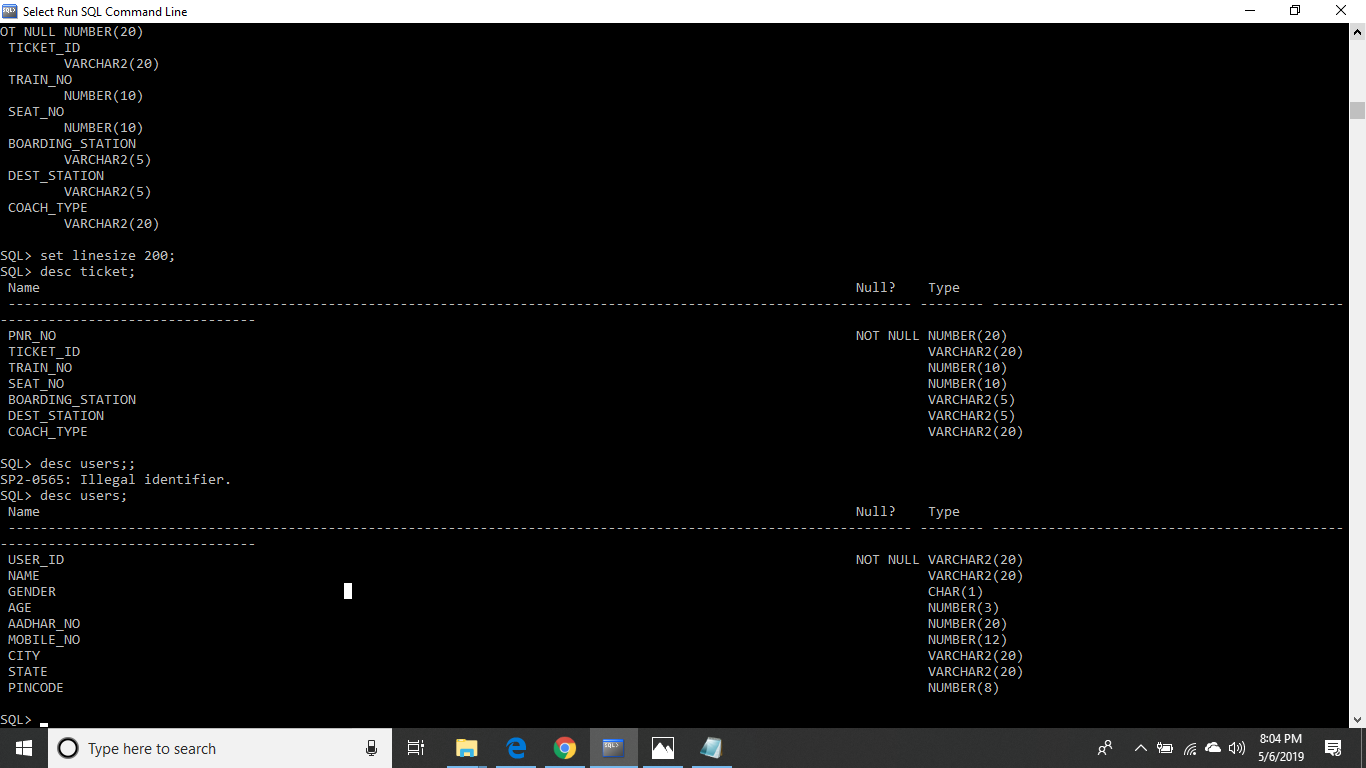 Select Run SQL Command Line
OT NULL NUMBER(20)
TICKET_ID
VARCHAR2(20)
TRAIN_NO
NUMBER(10)
SEAT_NO
NUMBER(10)
BOARDING_STATION
VARCHAR2(5)
DEST_STATION
VARCHAR2(5)
COACH_TYPE
VARCHAR2(20)
SQL> set linesize 200;
SQL> desc ticket;
Name Null? Type
----------------------------------------------------------------------------------------------------------------- -------- --------------------------------------------
--------------------------------
PNR_NO NOT NULL NUMBER(20)
TICKET_ID VARCHAR2(20)
TRAIN_NO NUMBER(10)
SEAT_NO NUMBER(10)
BOARDING_STATION VARCHAR2(5)
DEST_STATION VARCHAR2(5)
COACH_TYPE VARCHAR2(20)
SQL> desc users;;
SP2-0565: Illegal identifier.
SQL> desc users;
Name Null? Type
----------------------------------------------------------------------------------------------------------------- -------- --------------------------------------------
--------------------------------
USER_ID NOT NULL VARCHAR2(20)
NAME VARCHAR2(20)
GENDER CHAR(1)
AGE NUMBER(3)
AADHAR_NO NUMBER(20)
MOBILE_NO NUMBER(12)
CITY VARCHAR2(20)
STATE VARCHAR2(20)
PINCODE NUMBER(8)
SQL>
Type here to search
8:04 PM
5/6/2019